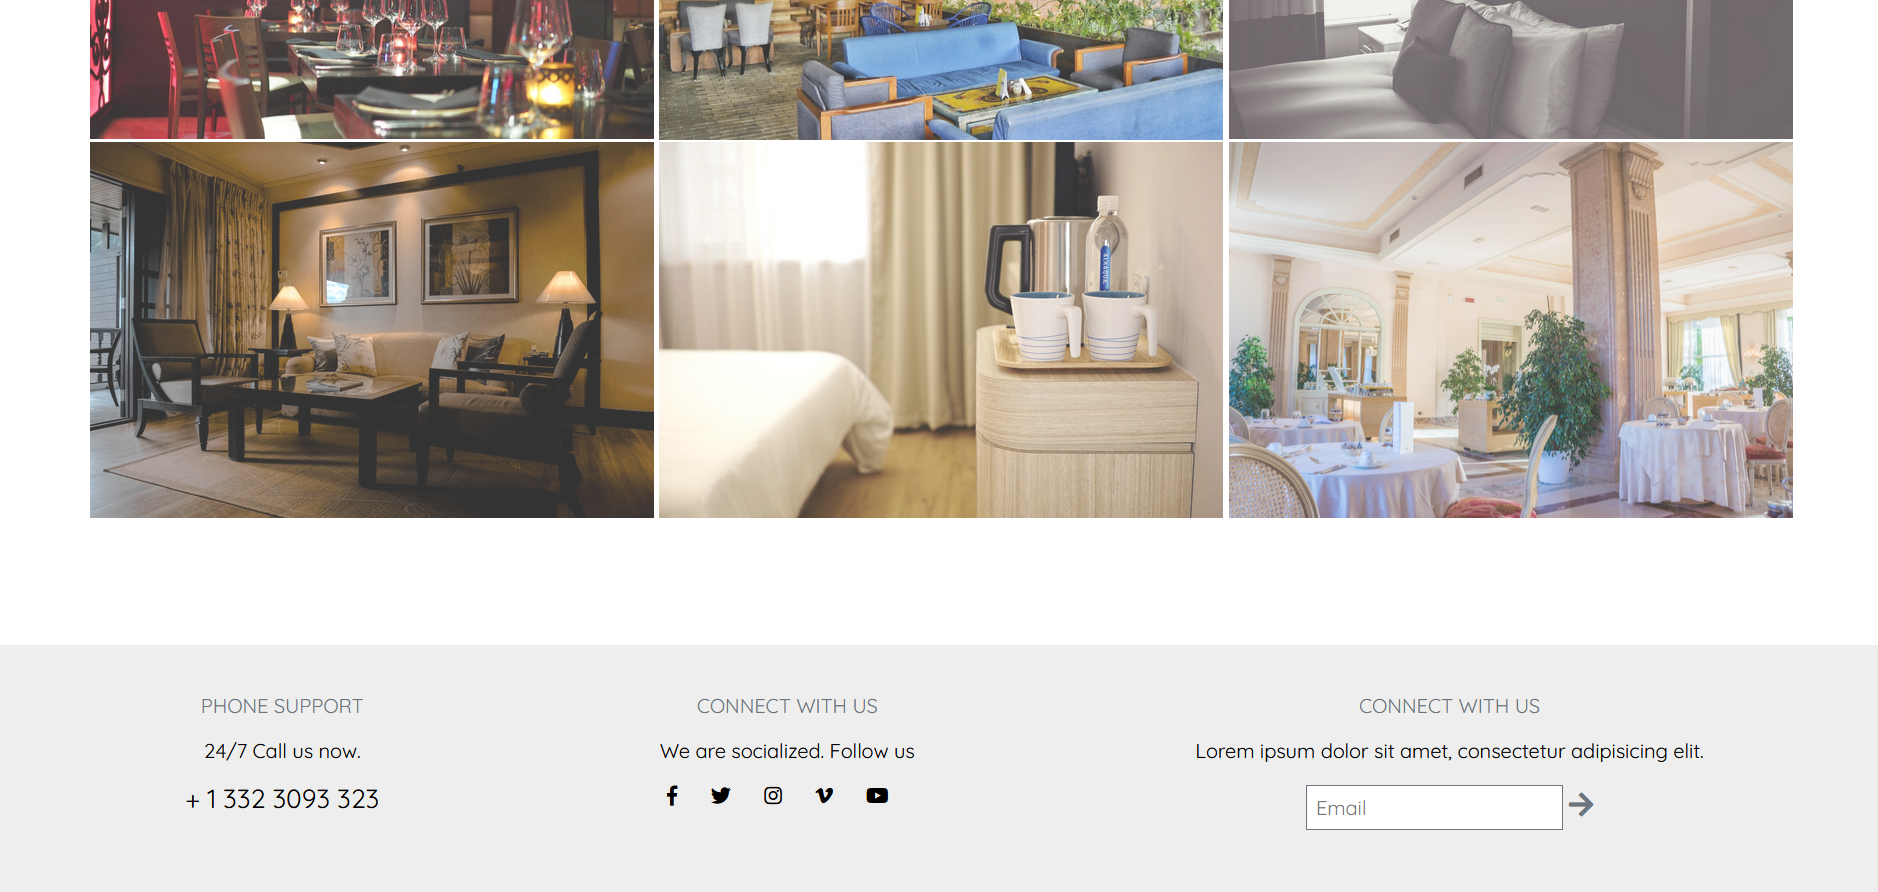 PHONE SUPPORT
24/7 Call us now.
+ 1 332 3093 323
CONNECT WITH US
We are socialized. Follow us
CONNECT WITH US
Lorem ipsum dolor sit amet, consectetur adipisicing elit.
Email